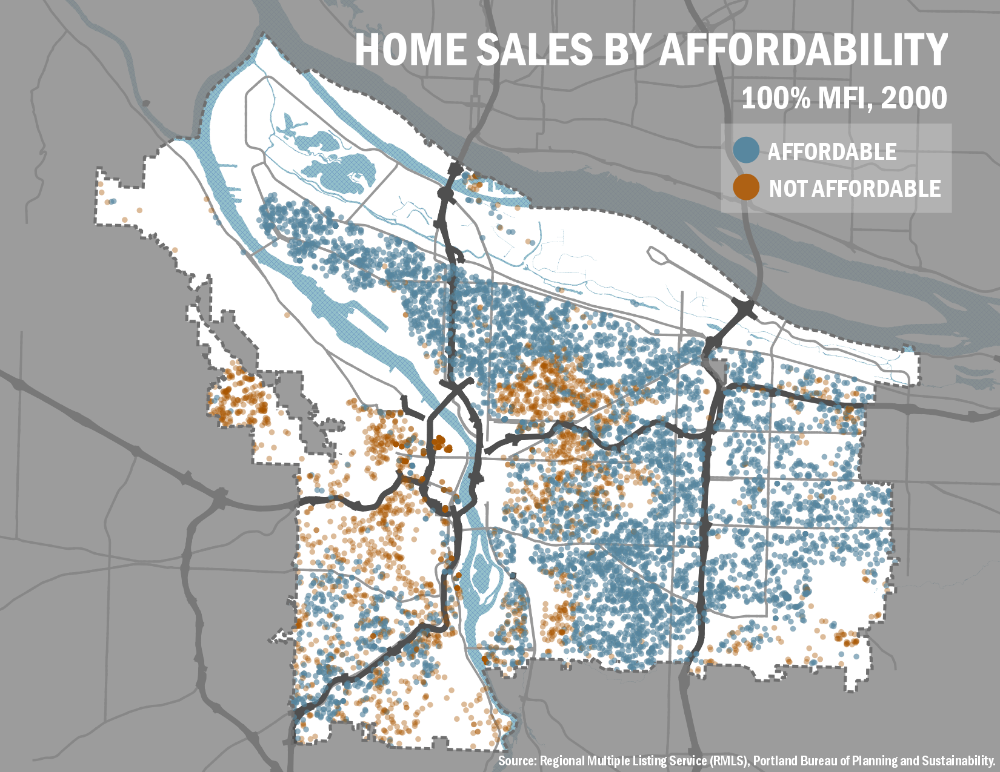 HOME SALES BY AFFORDABILITY
100% MFI, 2000
AFFORDABLE
NOT AFFORDABLE
Source: Regional Multiple Listing Service (RMLS), Portland Bureau of Planning and Sustainability.